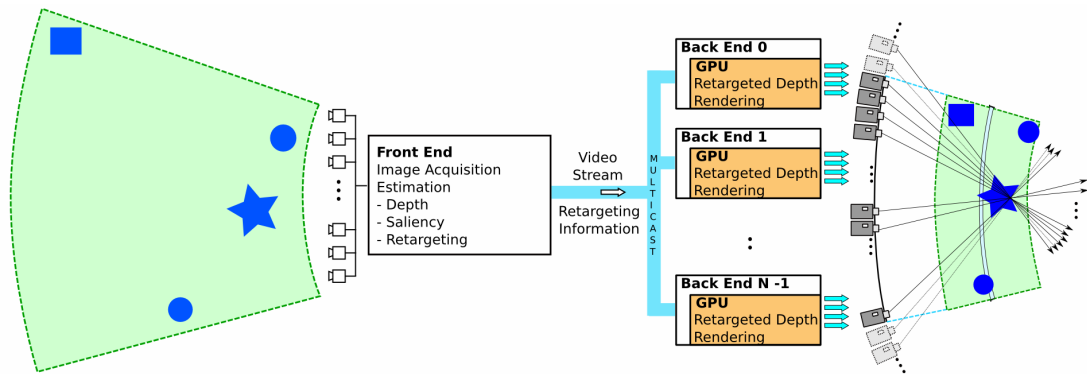 Front End
Image Acquisition
Estimation
- Depth
- Saliency
- Retargeting
Video
Stream
Retargeting
Information
MULTICAST
Back End 0
GPU
Retargeted Depth
Rendering
Back End 1
GPU
Retargeted Depth
Rendering
Back End N -1
GPU
Retargeted Depth
Rendering